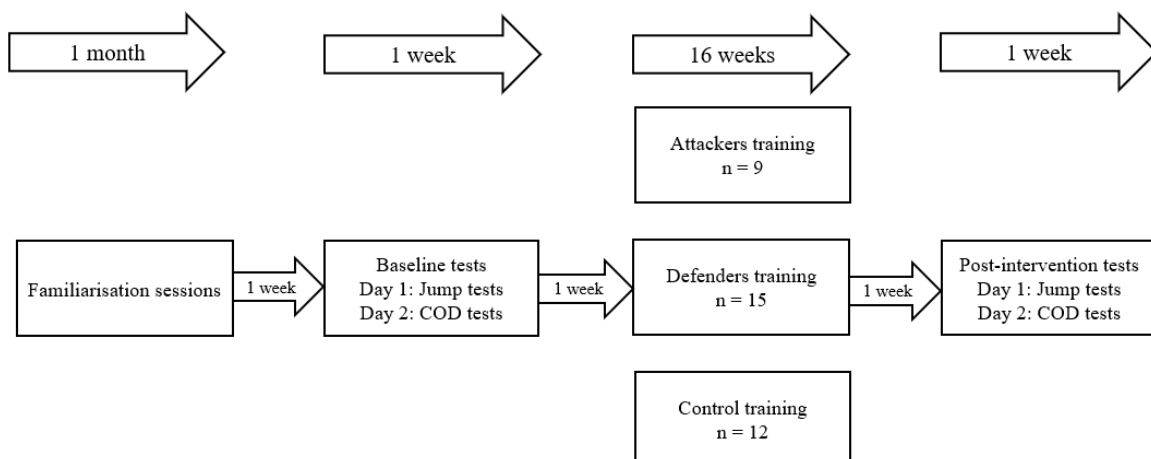 1 month
1 week
16 weeks
1 week
Attackers training
n = 9
Familiarisation sessions
1 week
Baseline tests
Day 1: Jump tests
Day 2: COD tests
1 week
Defenders training
n = 15
1 week
Post-intervention tests
Day 1: Jump tests
Day 2: COD tests
Control training
n = 12